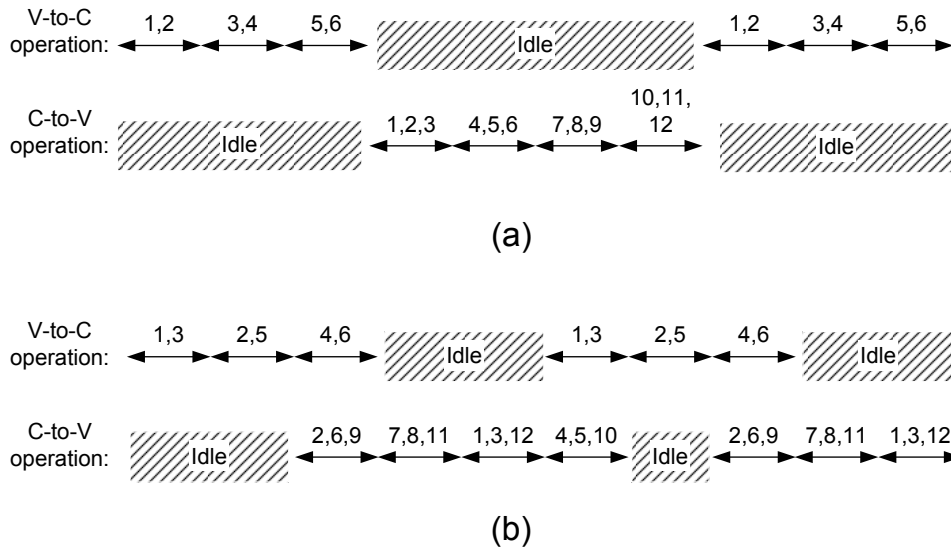 V-to-C operation: 1,2 3,4 5,6 Idle 1,2 3,4 5,6
C-to-V operation: Idle 1,2,3 4,5,6 7,8,9 10,11, 12 Idle
(a)
V-to-C operation: 1,3 2,5 4,6 Idle 1,3 2,5 4,6 Idle
C-to-V operation: Idle 2,6,9 7,8,11 1,3,12 4,5,10 Idle 2,6,9 7,8,11 1,3,12
(b)